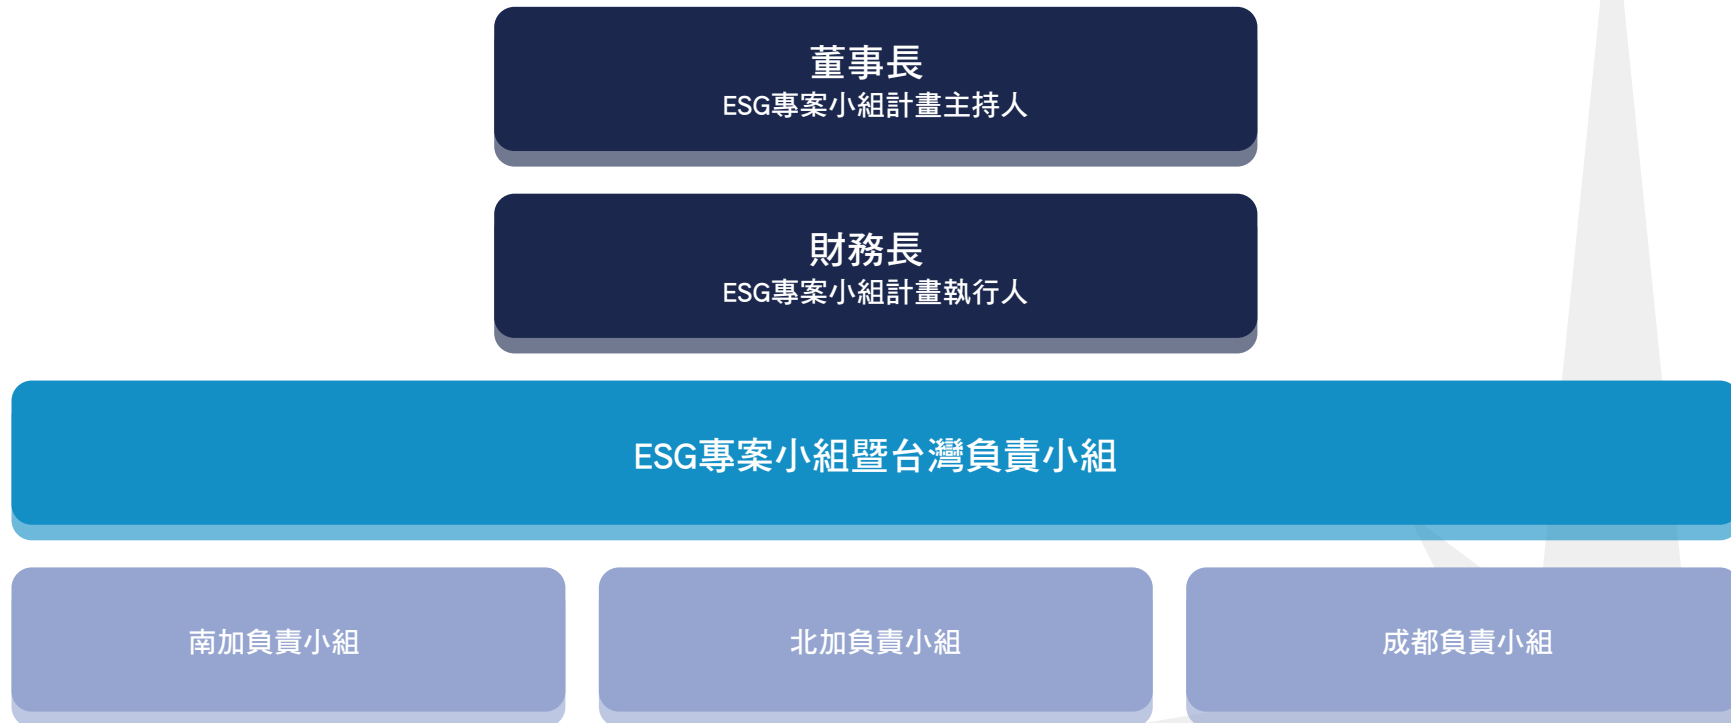 董事長
ESG專案小組計畫主持人
財務長
ESG專案小組計畫執行人
ESG專案小組暨台灣負責小組
南加負責小組
北加負責小組
成都負責小組